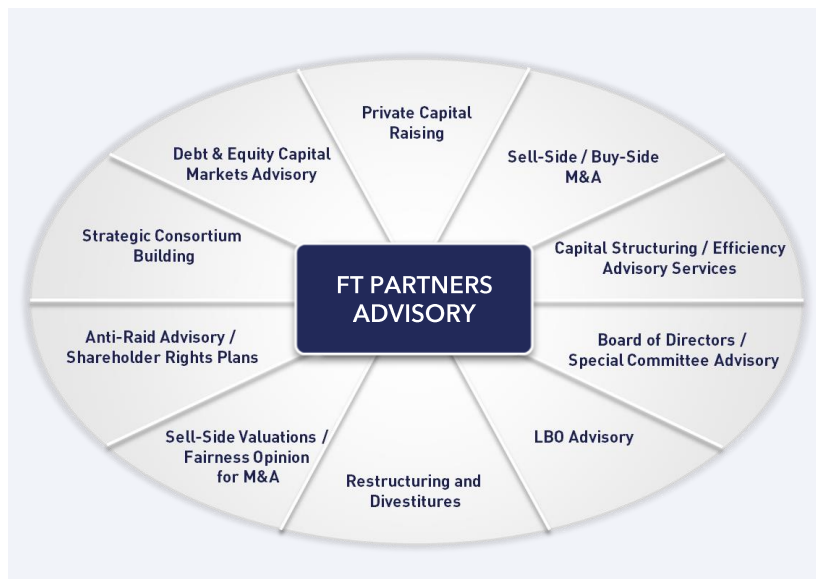 Private Capital
Raising
Sell-Side / Buy-Side
M&A
Capital Structuring / Efficiency
Advisory Services
Board of Directors /
Special Committee Advisory
LBO Advisory
Restructuring and
Divestitures
Sell-Side Valuations /
Fairness Opinion
for M&A
Anti-Raid Advisory /
Shareholder Rights Plans
Strategic Consortium
Building
Debt & Equity Capital
Markets Advisory
FT PARTNERS
ADVISORY